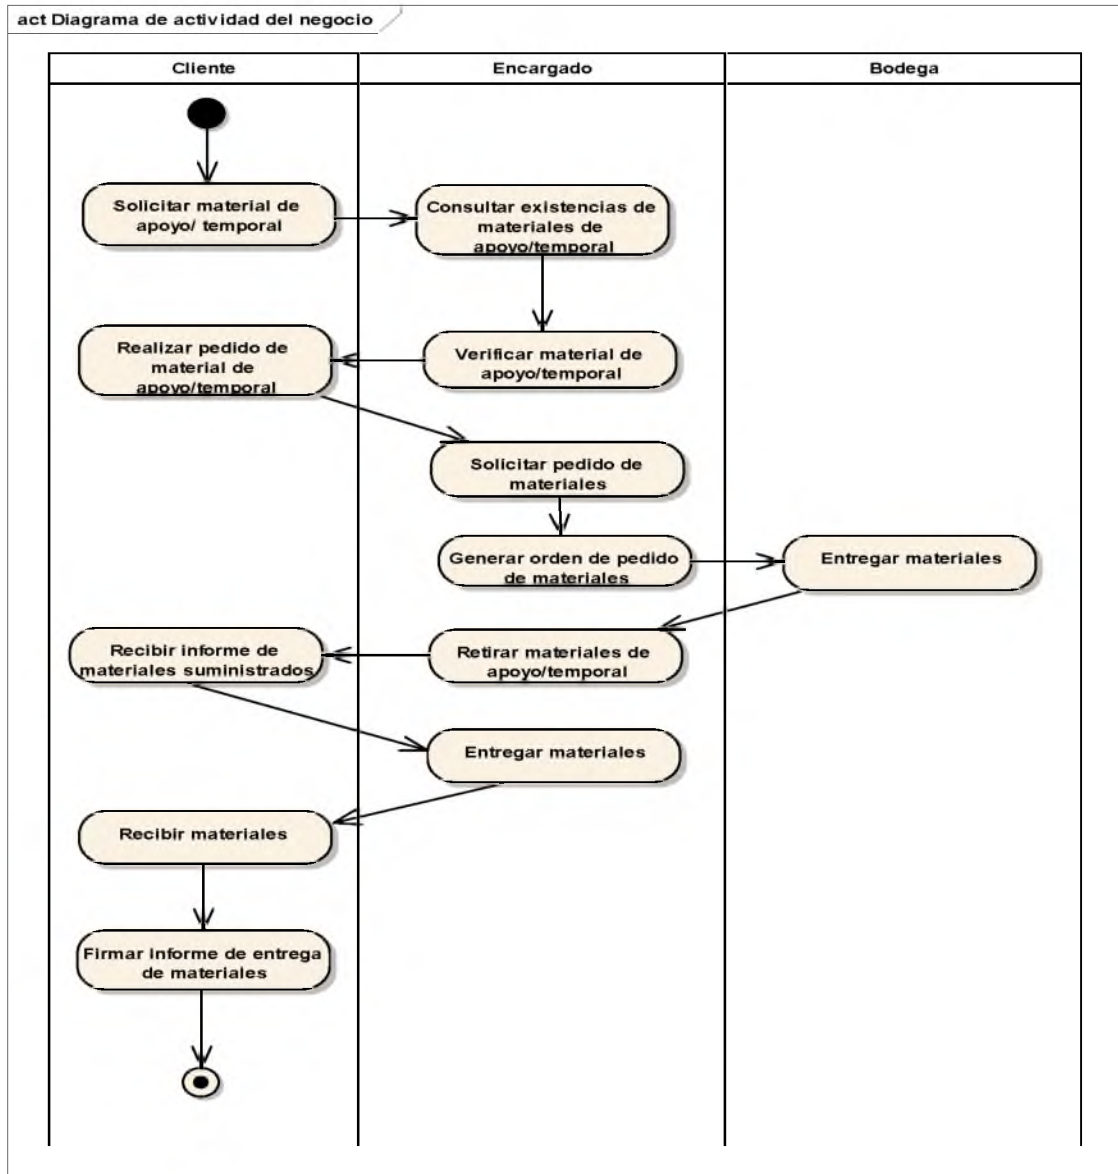 act Diagrama de actividad del negocio
Cliente
Encargado
Bodega
Solicitar material de
apoyo/ temporal
Consultar existencias de
materiales de
apoyo/temporal
Realizar pedido de
material de
apoyo/temporal
Verificar material de
apoyo/temporal
Solicitar pedido de
materiales
Generar orden de pedido
de materiales
Entregar materiales
Recibir informe de
materiales suministrados
Retirar materiales de
apoyo/temporal
Entregar materiales
Recibir materiales
Firmar informe de entrega
de materiales